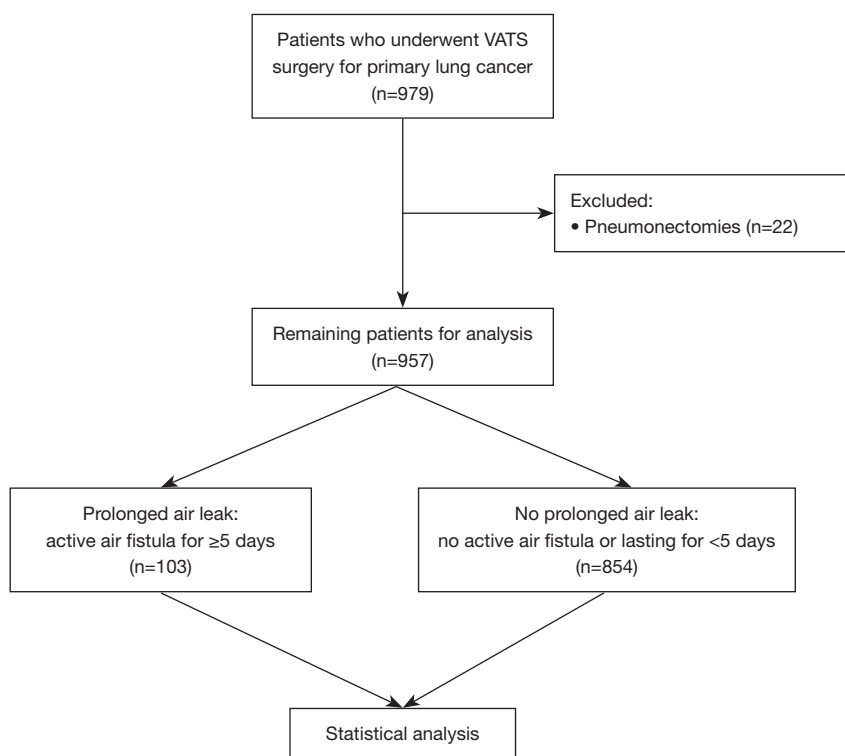 Patients who underwent VATS
surgery for primary lung cancer
(n=979)
Excluded:
• Pneumonectomies (n=22)
Remaining patients for analysis
(n=957)
Prolonged air leak:
active air fistula for ≥5 days
(n=103)
No prolonged air leak:
no active air fistula or lasting for <5 days
(n=854)
Statistical analysis